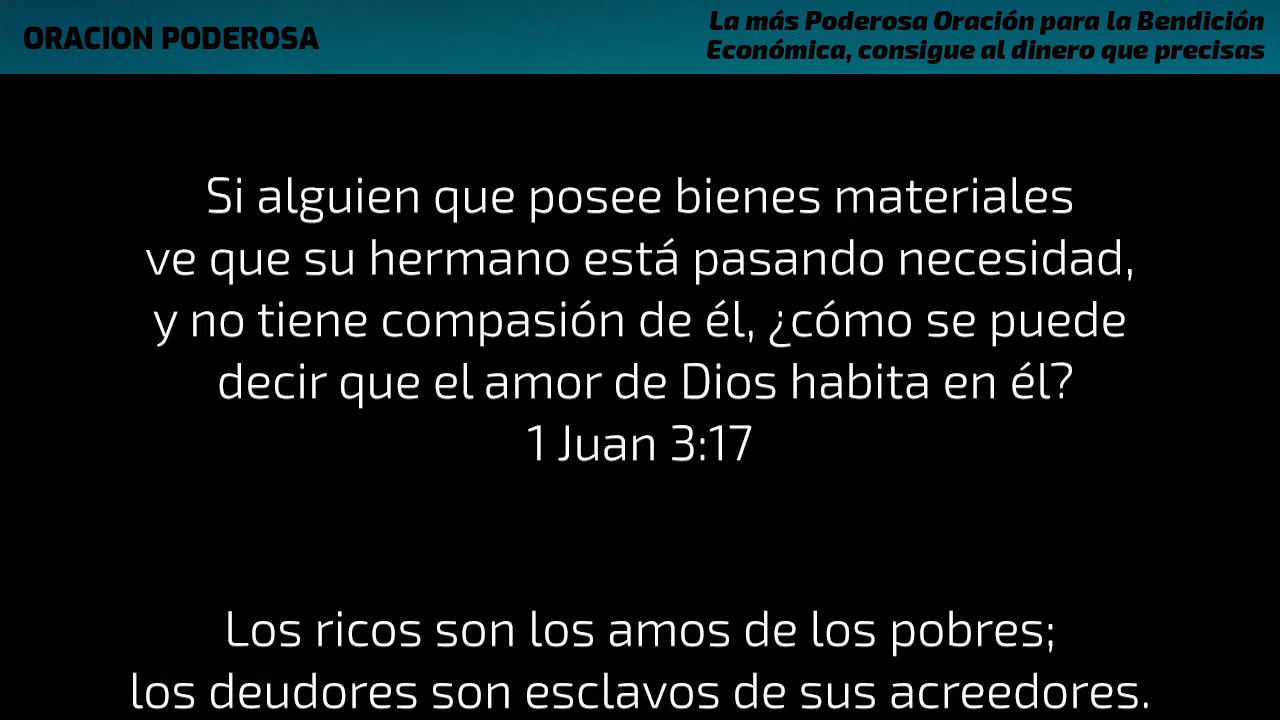 ORACION PODEROSA
La más Poderosa Oración para la Bendición
Económica, consigue al dinero que precisas
Si alguien que posee bienes materiales
ve que su hermano está pasando necesidad,
y no tiene compasión de él, ¿cómo se puede
decir que el amor de Dios habita en él?
1 Juan 3:17
Los ricos son los amos de los pobres;
los deudores son esclavos de sus acreedores.